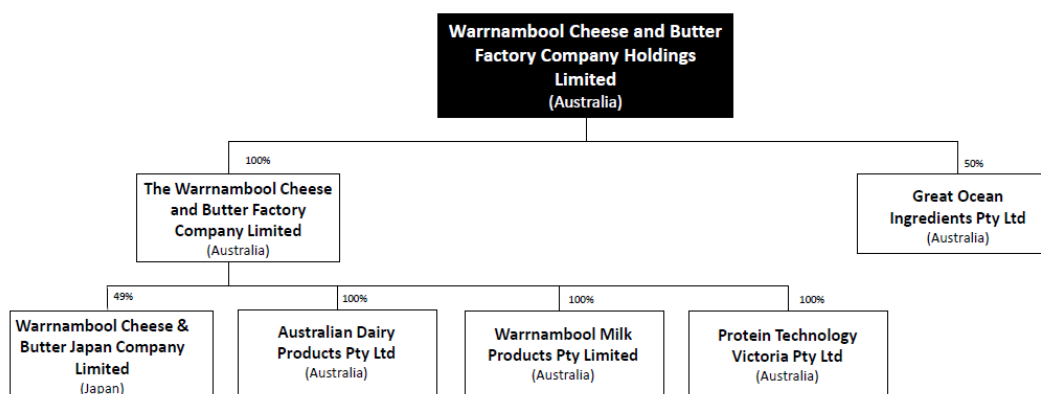 Warrnambool Cheese and Butter
Factory Company Holdings
Limited
(Australia)
100%
50%
The Warrnambool Cheese
and Butter Factory
Company Limited
(Australia)
Great Ocean
Ingredients Pty Ltd
(Australia)
49%
100%
100%
100%
Warrnambool Cheese &
Butter Japan Company
Limited
(Japan)
Australian Dairy
Products Pty Ltd
(Australia)
Warrnambool Milk
Products Pty Limited
(Australia)
Protein Technology
Victoria Pty Ltd
(Australia)